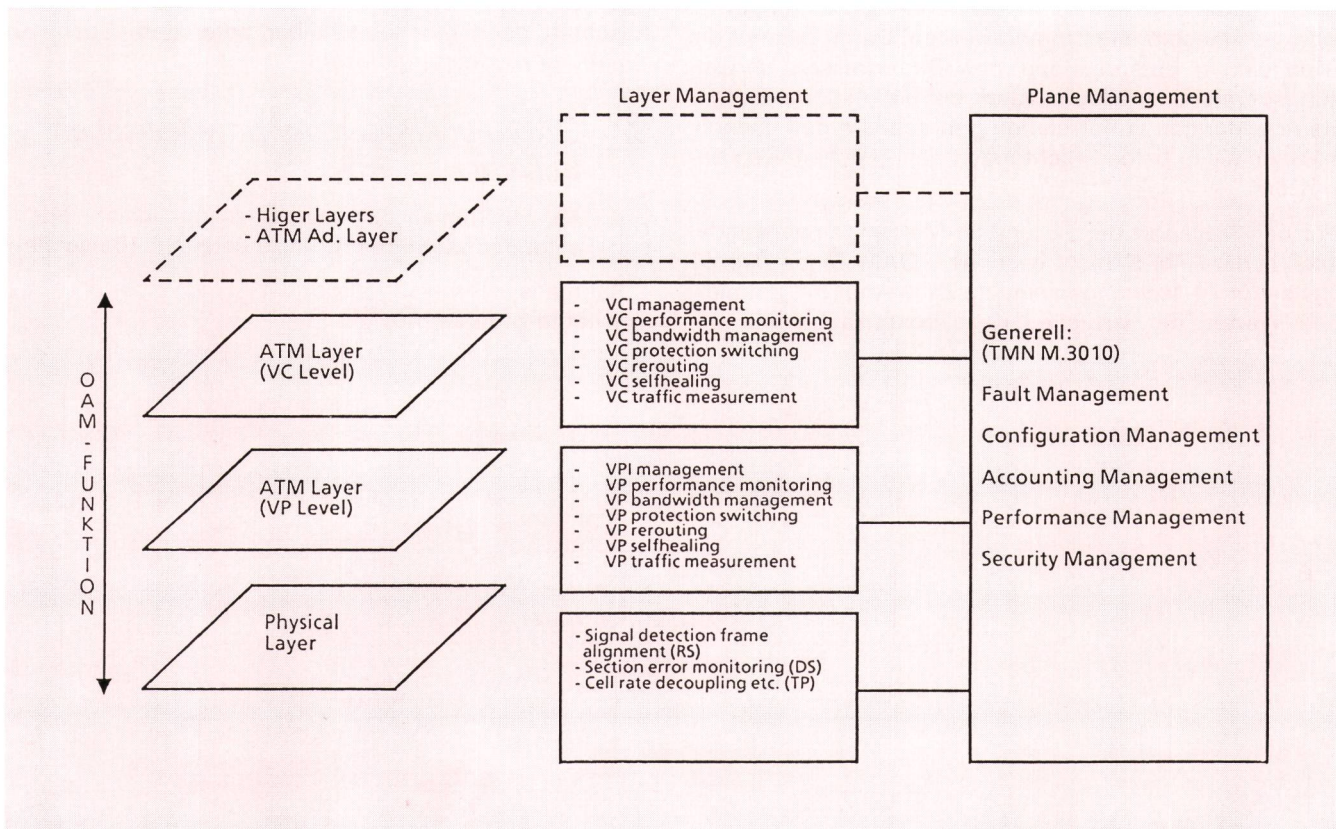 Layer Management
Plane Management
- Higer Layers
- ATM Ad. Layer
OAM FUNKTION
ATM Layer
(VC Level)
- VCI management
- VC performance monitoring
- VC bandwidth management
- VC protection switching
- VC rerouting
- VC selfhealing
- VC traffic measurement
ATM Layer
(VP Level)
- VPI management
- VP performance monitoring
- VP bandwidth management
- VP protection switching
- VP rerouting
- VP selfhealing
- VP traffic measurement
Physical
Layer
- Signal detection frame
alignment (RS)
- Section error monitoring (DS)
- Cell rate decoupling etc. (TP)
Generell:
(TMN M.3010)
Fault Management
Configuration Management
Accounting Management
Performance Management
Security Management